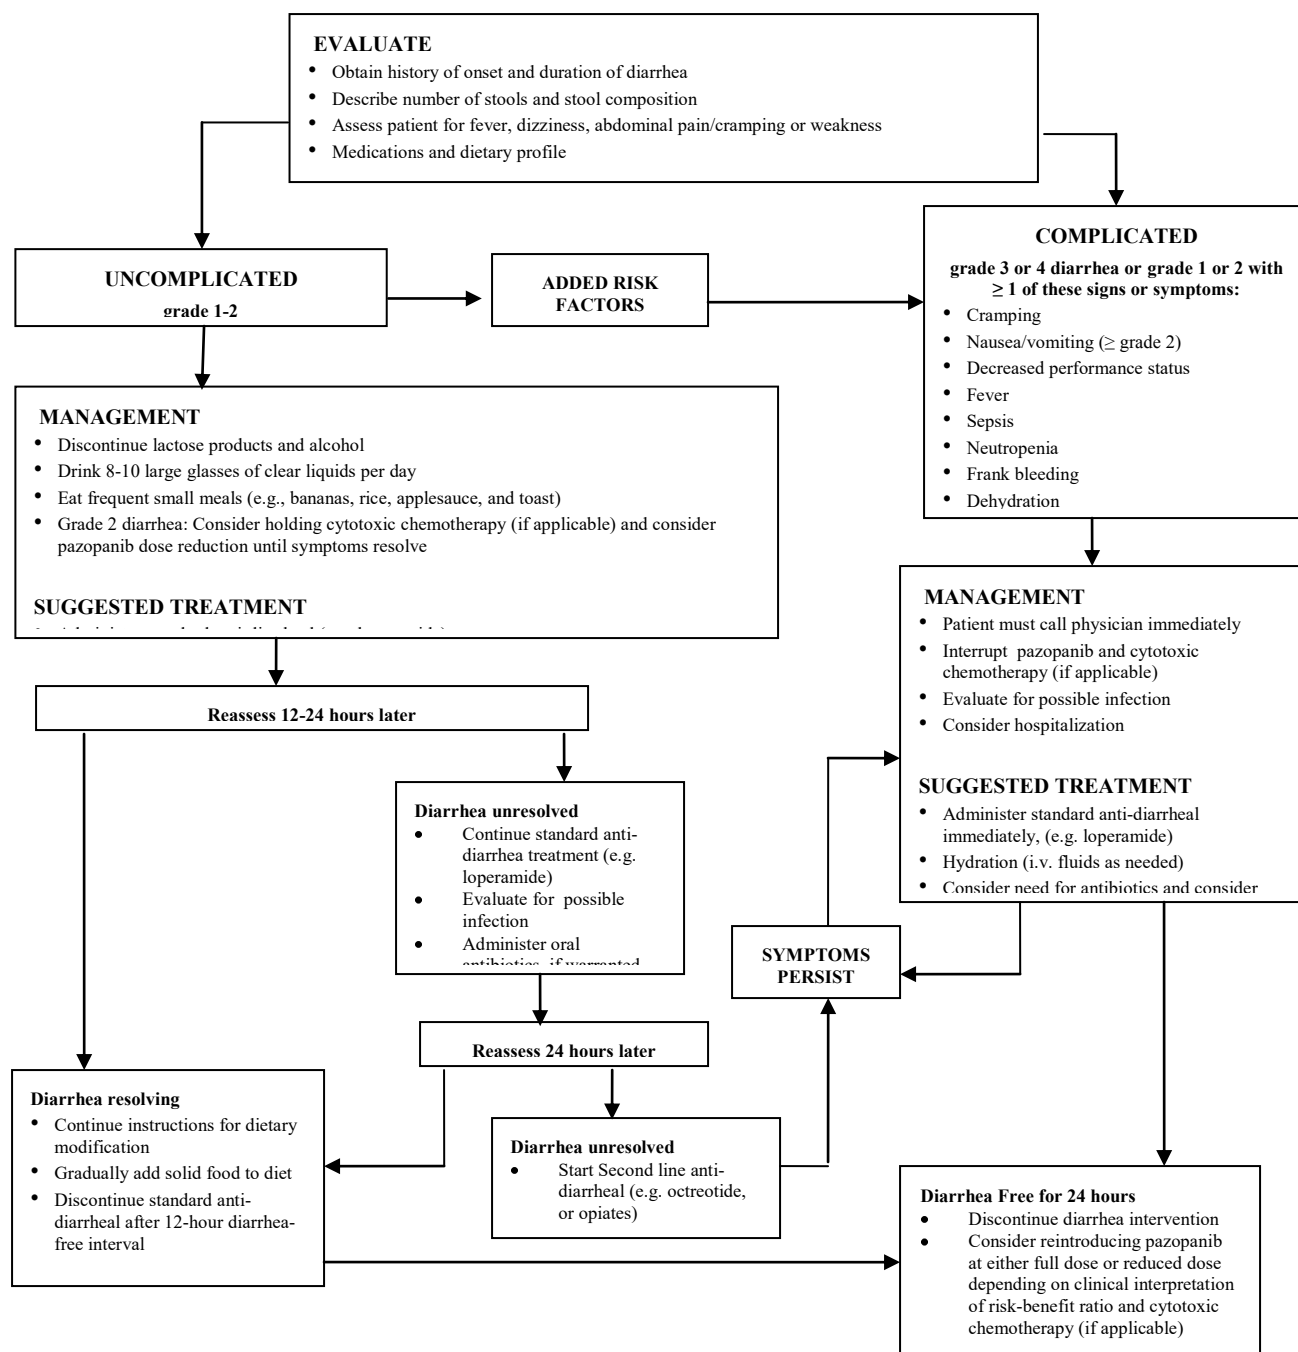 EVALUATE
• Obtain history of onset and duration of diarrhea
• Describe number of stools and stool composition
• Assess patient for fever, dizziness, abdominal pain/cramping or weakness
• Medications and dietary profile
UNCOMPLICATED
grade 1-2
ADDED RISK
FACTORS
COMPLICATED
grade 3 or 4 diarrhea or grade 1 or 2 with
≥ 1 of these signs or symptoms:
• Cramping
• Nausea/vomiting (≥ grade 2)
• Decreased performance status
• Fever
• Sepsis
• Neutropenia
• Frank bleeding
• Dehydration
MANAGEMENT
• Discontinue lactose products and alcohol
• Drink 8-10 large glasses of clear liquids per day
• Eat frequent small meals (e.g., bananas, rice, applesauce, and toast)
• Grade 2 diarrhea: Consider holding cytotoxic chemotherapy (if applicable) and consider
pazopanib dose reduction until symptoms resolve
SUGGESTED TREATMENT
MANAGEMENT
• Patient must call physician immediately
• Interrupt pazopanib and cytotoxic
chemotherapy (if applicable)
• Evaluate for possible infection
• Consider hospitalization
SUGGESTED TREATMENT
• Administer standard anti-diarrheal
immediately, (e.g. loperamide)
• Hydration (i.v. fluids as needed)
• Consider need for antibiotics and consider
Reassess 12-24 hours later
Diarrhea unresolved
• Continue standard anti-
diarrhea treatment (e.g.
loperamide)
• Evaluate for possible
infection
• Administer oral
antibiotics, if warranted
SYMPTOMS
PERSIST
Reassess 24 hours later
Diarrhea resolving
• Continue instructions for dietary
modification
• Gradually add solid food to diet
• Discontinue standard anti-
diarrheal after 12-hour diarrhea-
free interval
Diarrhea unresolved
• Start Second line anti-
diarrheal (e.g. octreotide,
or opiates)
Diarrhea Free for 24 hours
• Discontinue diarrhea intervention
• Consider reintroducing pazopanib
at either full dose or reduced dose
depending on clinical interpretation
of risk-benefit ratio and cytotoxic
chemotherapy (if applicable)